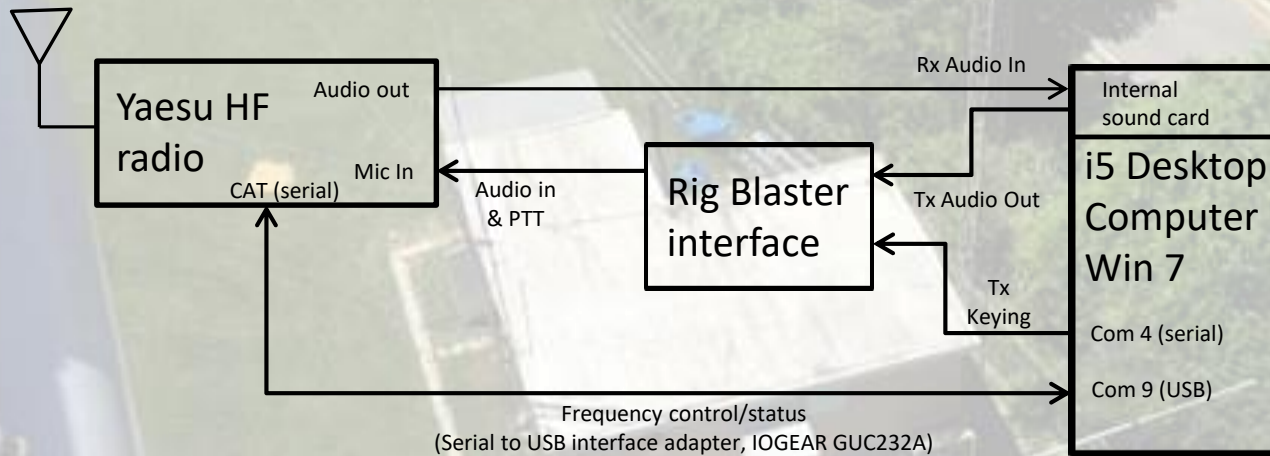 Yaesu HF
radio
Audio out
Mic In
CAT (serial)
Rx Audio In
Internal
sound card
Audio in
& PTT
Rig Blaster
interface
Tx Audio Out
i5 Desktop
Computer
Win 7
Tx
Keying
Com 4 (serial)
Com 9 (USB)
Frequency control/status
(Serial to USB interface adapter, IOGEAR GUC232A)